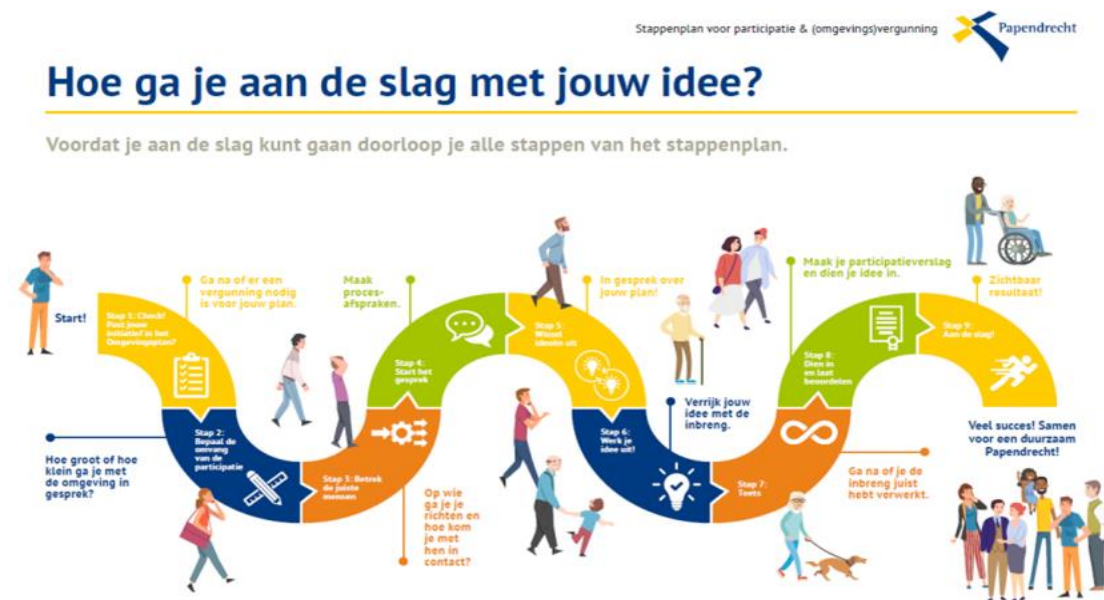 Stappenplan voor participatie & (omgevings)vergunning
Papendrecht
Hoe ga je aan de slag met jouw idee?
Voordat je aan de slag kunt gaan doorloop je alle stappen van het stappenplan.
Start!
Stap 1: Check!
Past jouw
initiatief in het
Omgevingsplan?
Ga na of er een
vergunning nodig
is voor jouw plan.
Stap 2:
Bepaal de
omvang
van de
participatie
Hoe groot of hoe
klein ga je met
de omgeving in
gesprek?
Stap 3: Betrek
de juiste
mensen
Op wie
ga je je
richten en
hoe kom
je met
hen in
contact?
Stap 4:
Start het
gesprek
Maak
proces-
afspraken.
Stap 5:
Wissel
ideeën uit
In gesprek over
jouw plan!
Stap 6:
Werk je
idee uit!
Verrijk jouw
idee met de
inbreng.
Stap 7:
Toets
Ga na of je de
inbreng juist
hebt verwerkt.
Stap 8:
Dien in
en laat
beoordelen
Maak je participatieverslag
en dien je idee in.
Stap 9:
Aan de slag!
Zichtbaar
resultaat!
Veel succes! Samen
voor een duurzaam
Papendrecht!